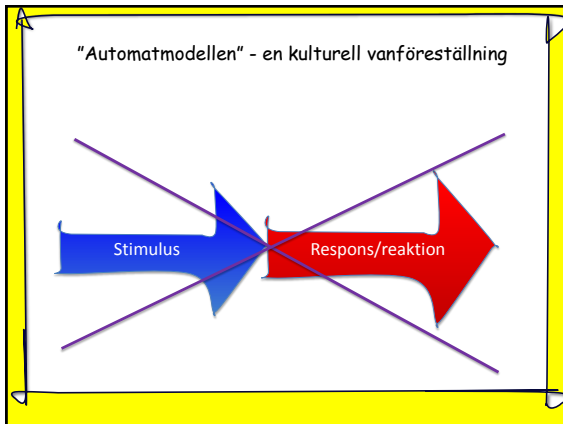 ”Automatmodellen” - en kulturell vanföreställning
Stimulus
Respons/reaktion